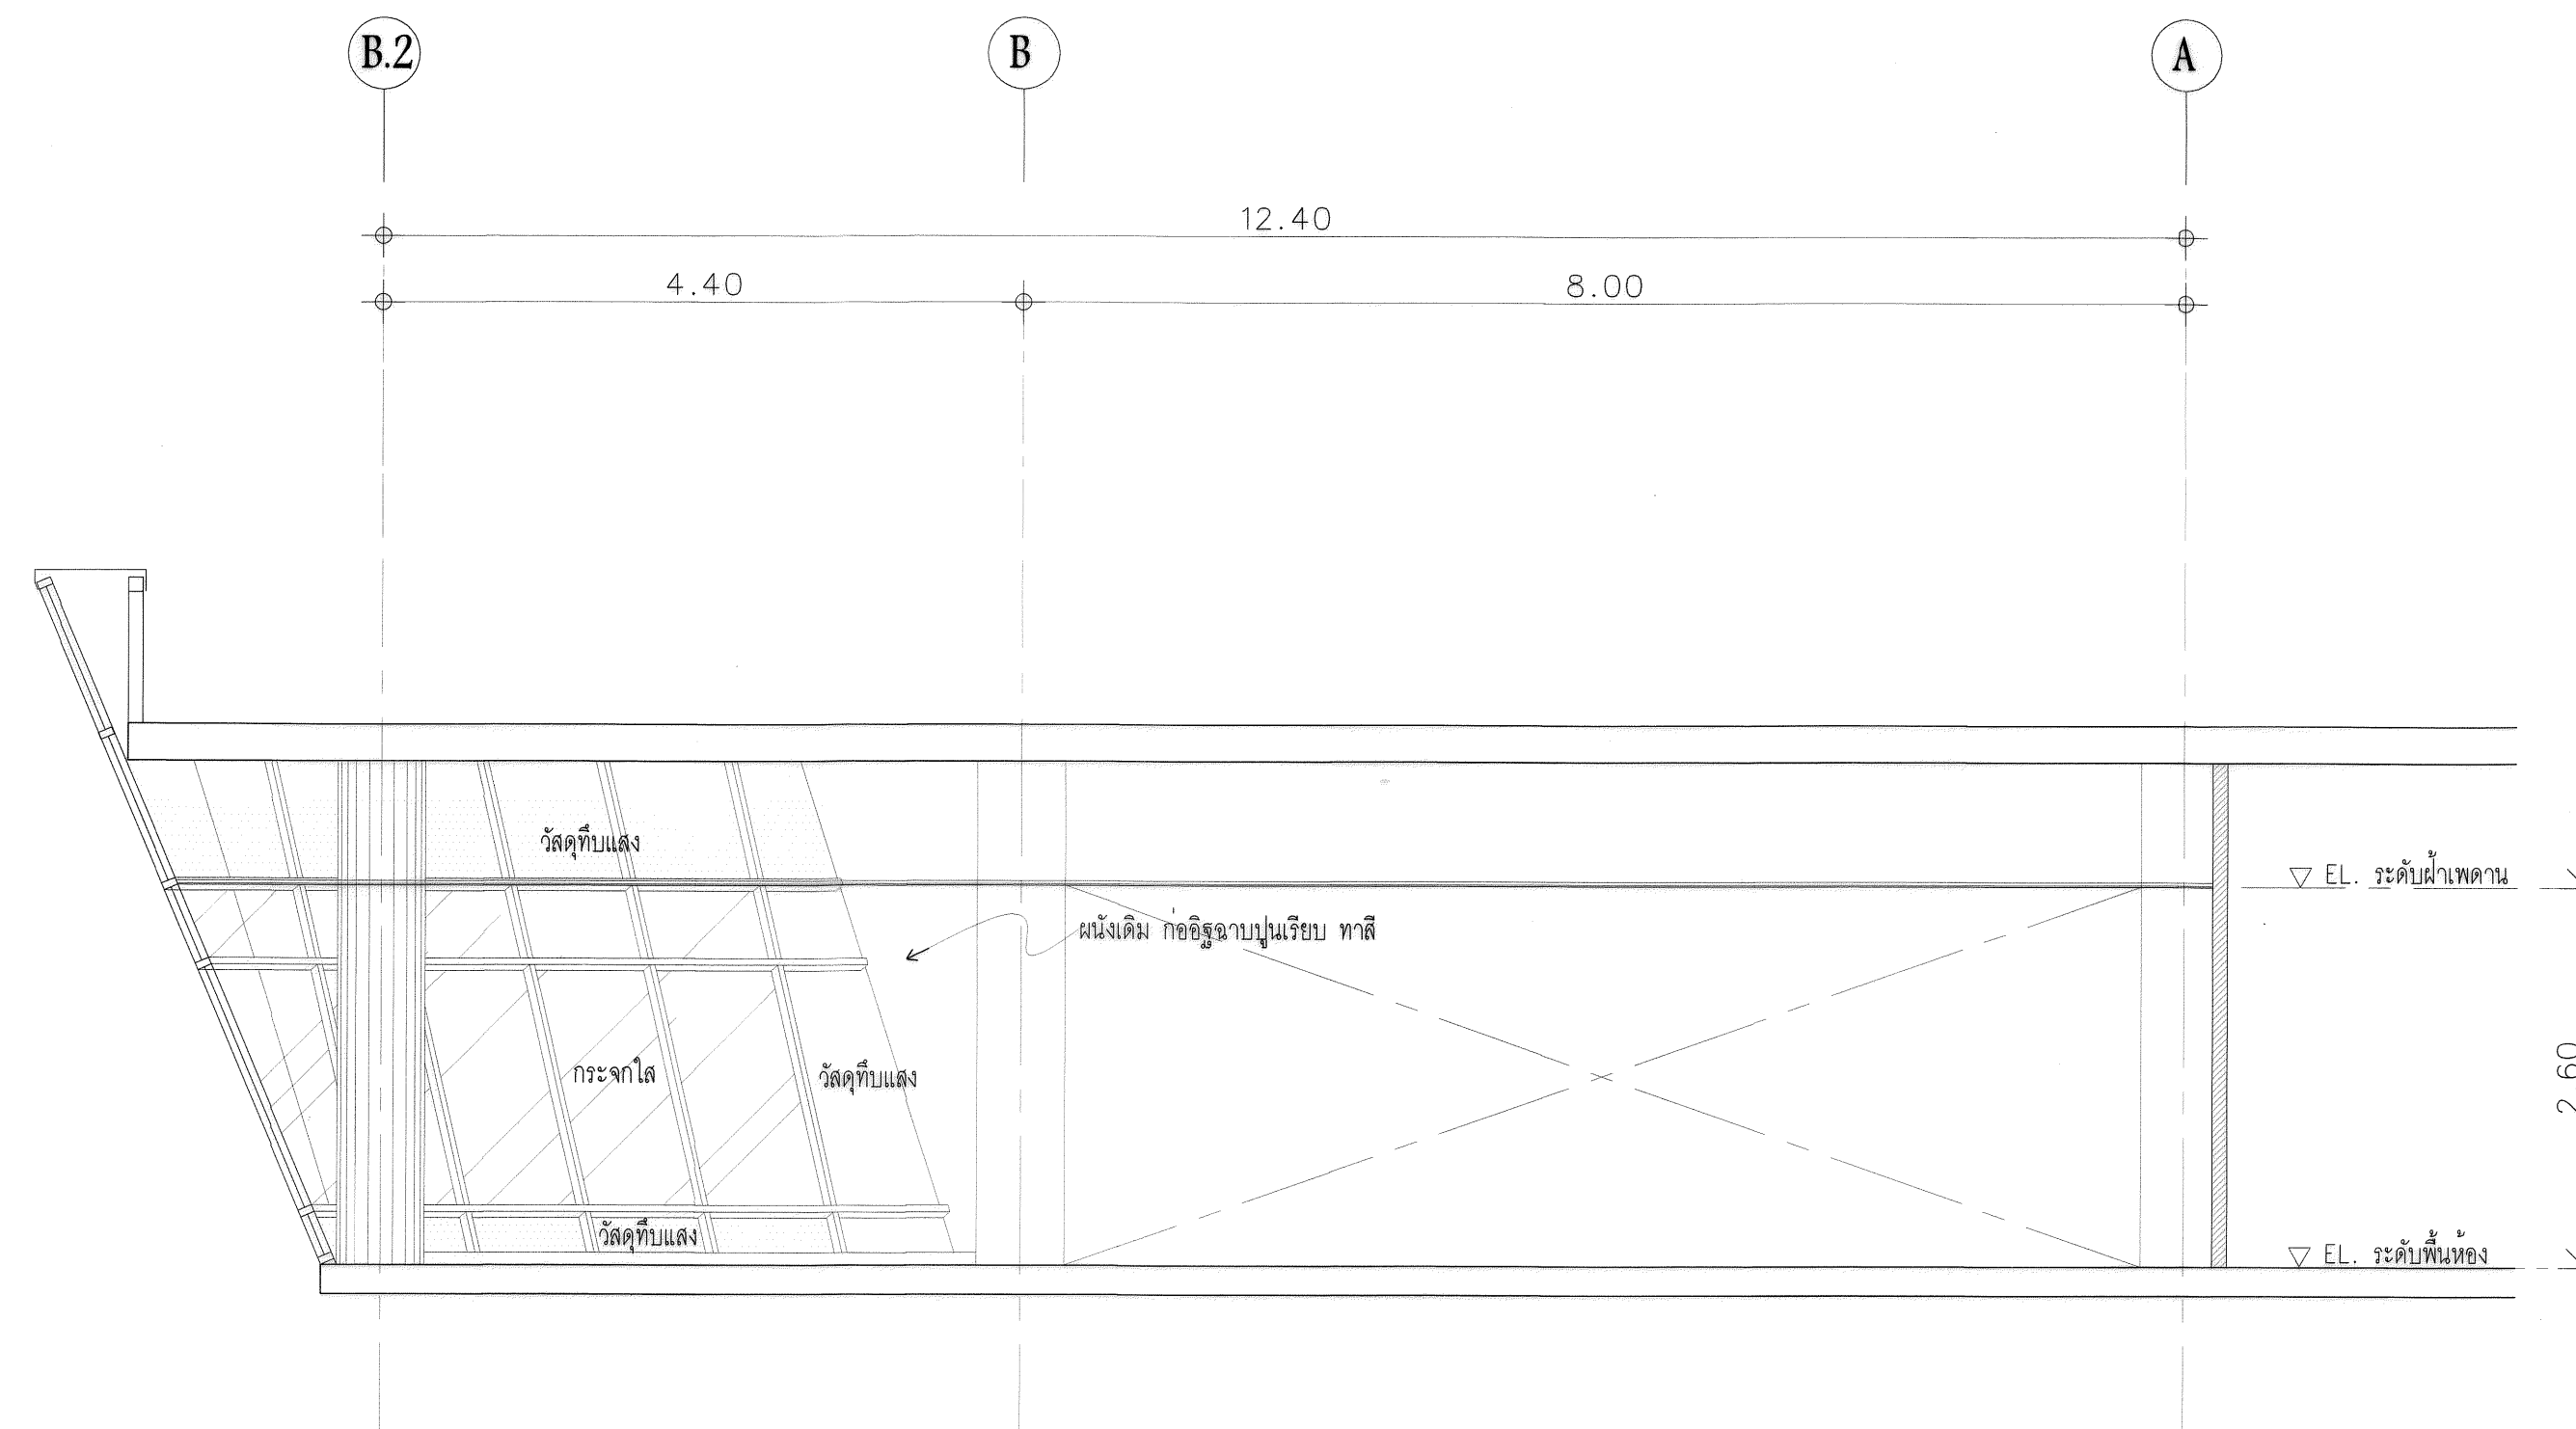 B.2 B A
12.40
4.40 8.00
วัสดุทึบแสง
EL. ระดับฝ้าเพดาน
ผนังเดิม ก่ออิฐฉาบปูนเรียบ ทาสี
กระจกใส
วัสดุทึบแสง
2.60
วัสดุทึบแสง
EL. ระดับพื้นห้อง